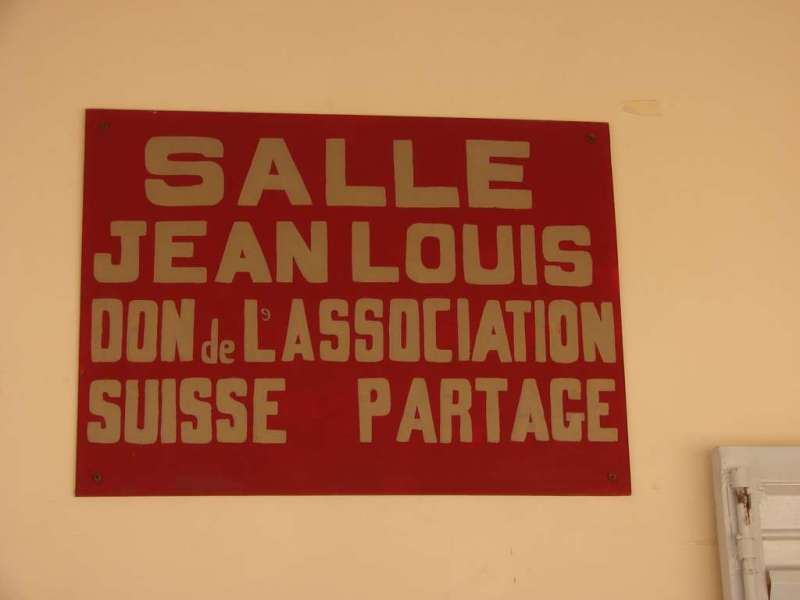 SALLE
JEAN LOUIS
DON de L'ASSOCIATION
SUISSE PARTAGE